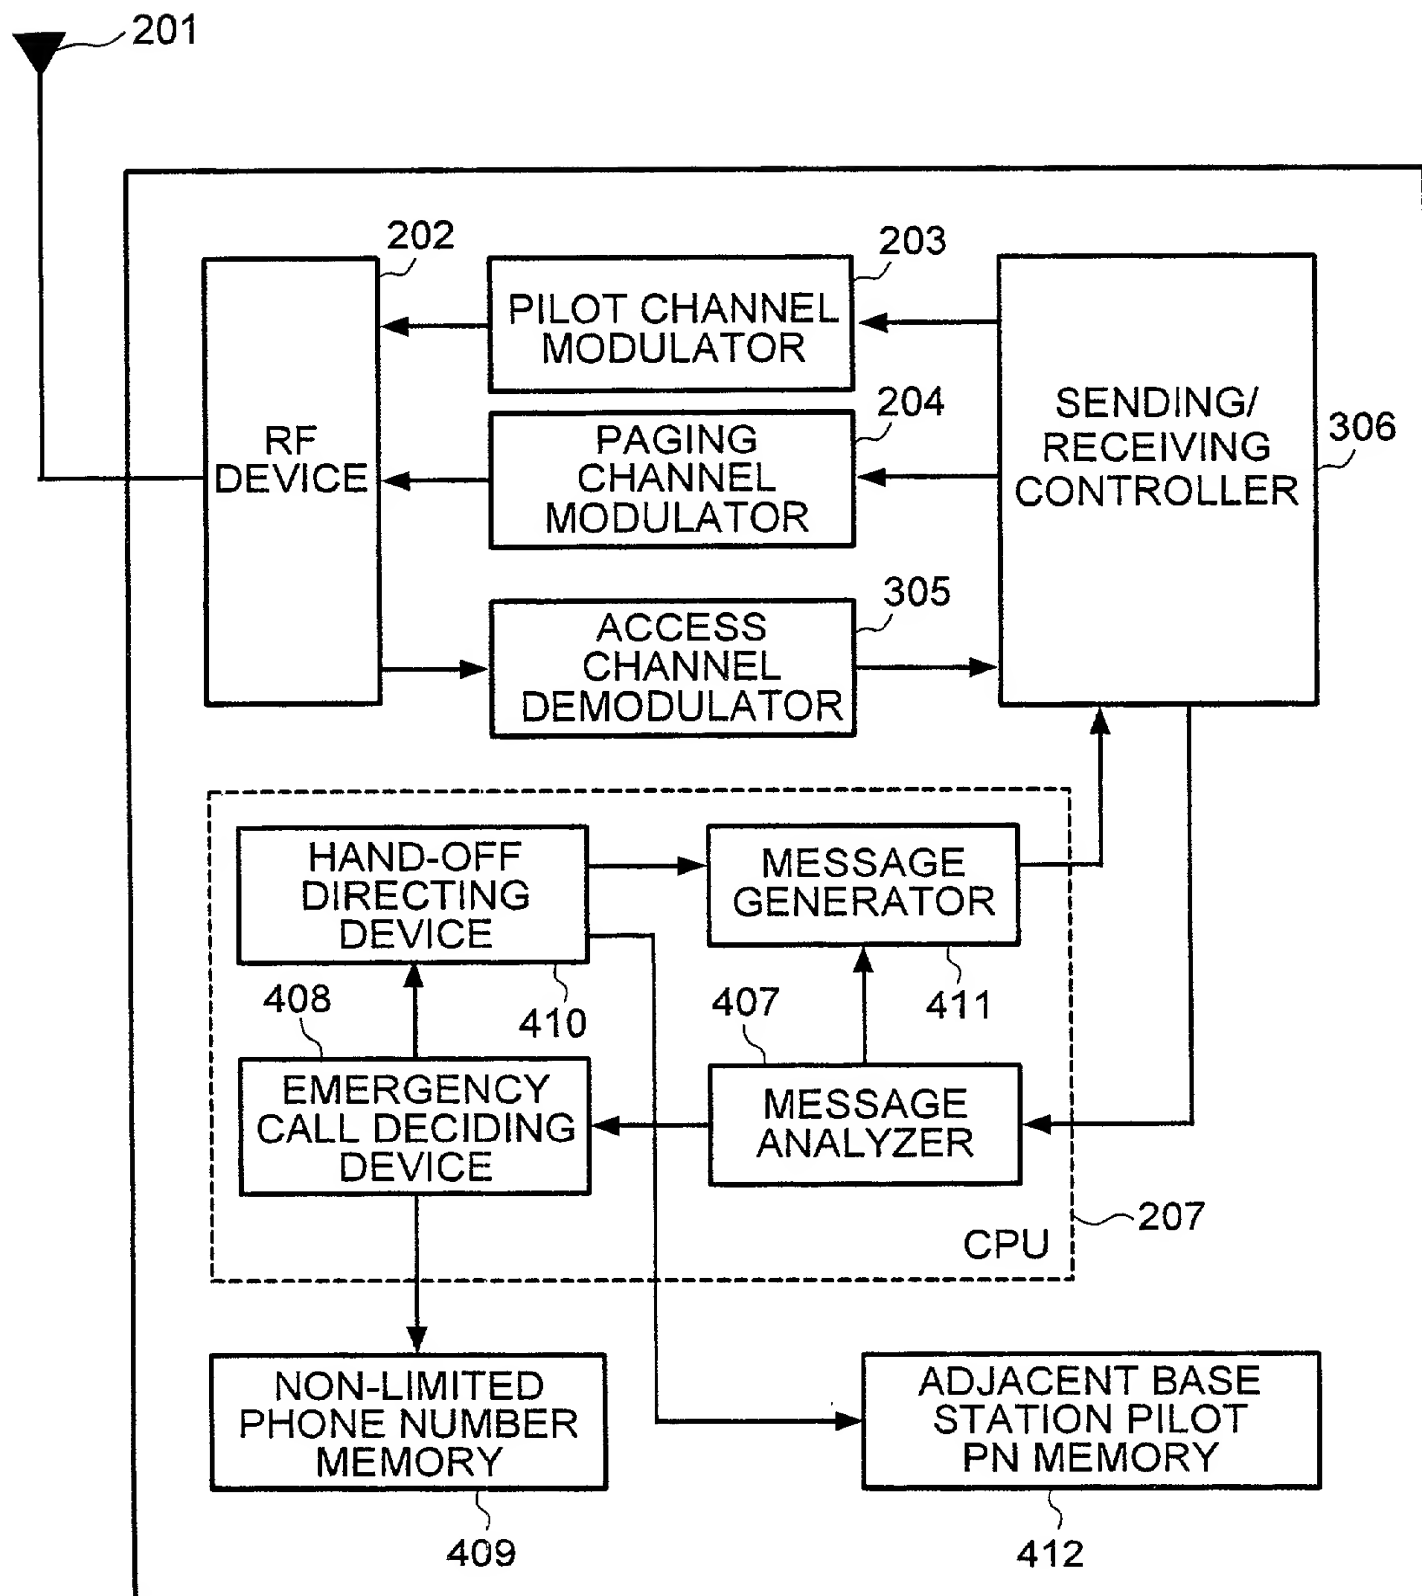 201
202
203
PILOT CHANNEL
MODULATOR
204
PAGING
CHANNEL
MODULATOR
RF
DEVICE
SENDING/
RECEIVING
CONTROLLER
306
305
ACCESS
CHANNEL
DEMODULATOR
HAND-OFF
DIRECTING
DEVICE
410
MESSAGE
GENERATOR
411
408
EMERGENCY
CALL DECIDING
DEVICE
407
MESSAGE
ANALYZER
CPU
207
NON-LIMITED
PHONE NUMBER
MEMORY
409
ADJACENT BASE
STATION PILOT
PN MEMORY
412